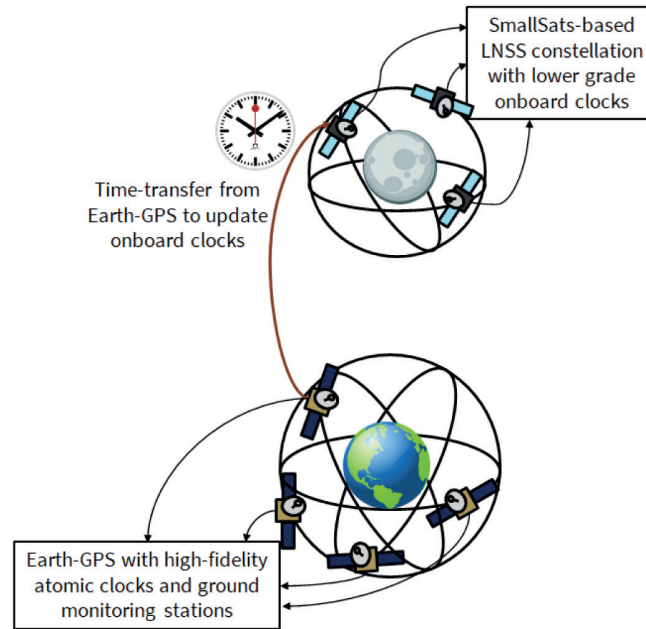 SmallSats-based
LNSS constellation
with lower grade
onboard clocks
Time-transfer from
Earth-GPS to update
onboard clocks
Earth-GPS with high-fidelity
atomic clocks and ground
monitoring stations